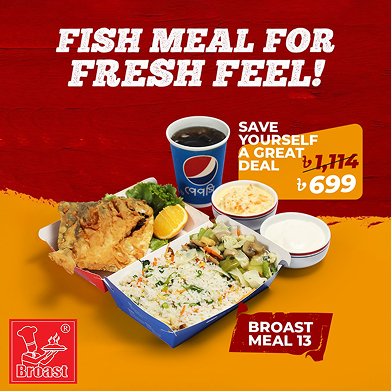 FISH MEAL FOR
FRESH FEEL!
SAVE
YOURSELF
A GREAT
DEAL
৳1,114
৳699
পেপসি
BROAST
MEAL 13
®
Broast